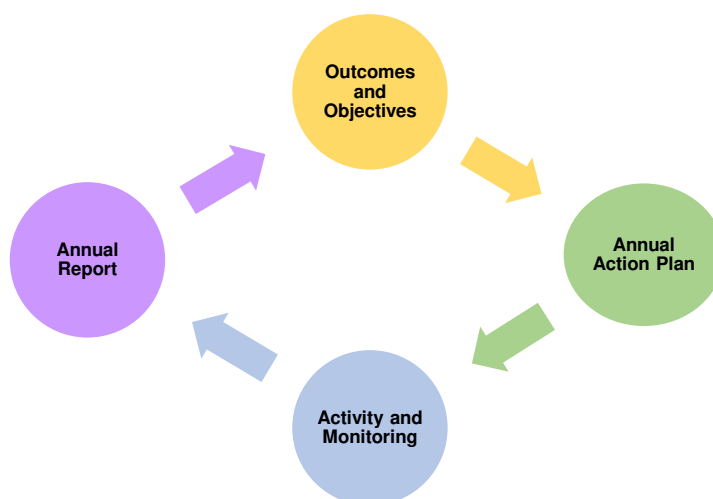 Outcomes
and
Objectives
Annual
Action Plan
Activity and
Monitoring
Annual
Report